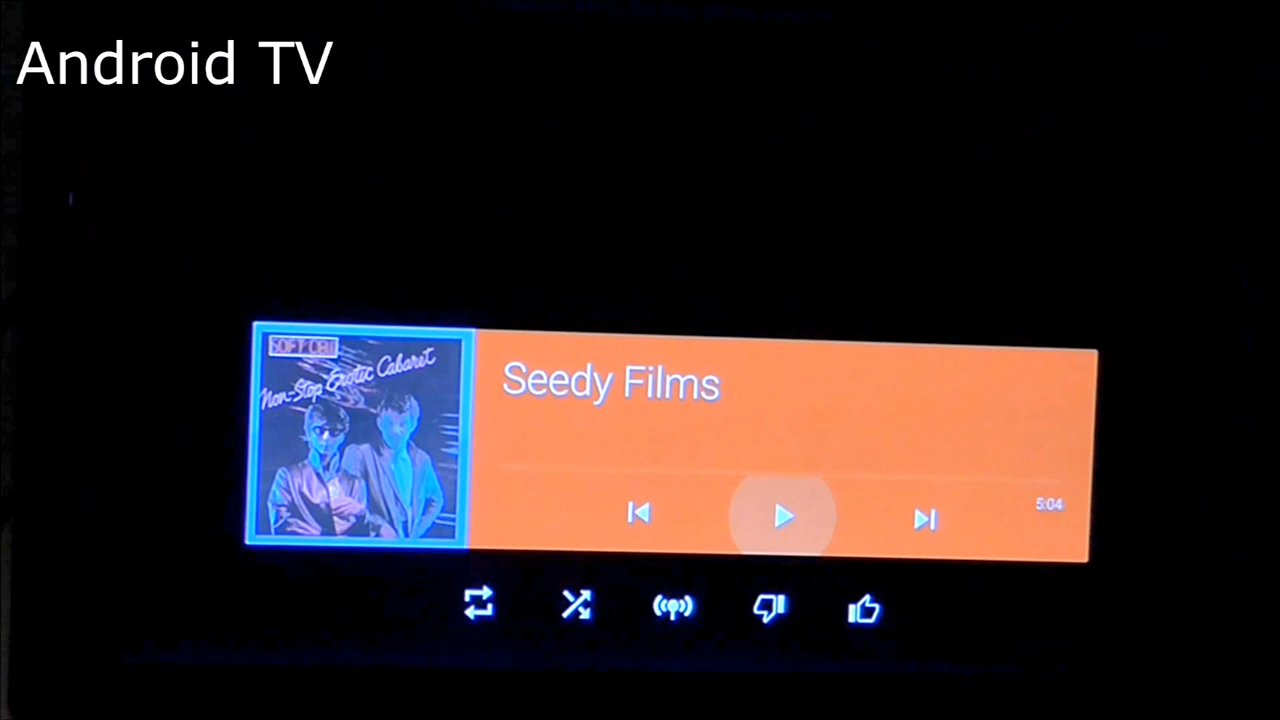 Android TV
SOFT CELL
Non-Stop Erotic Cabaret
Seedy Films
5:04